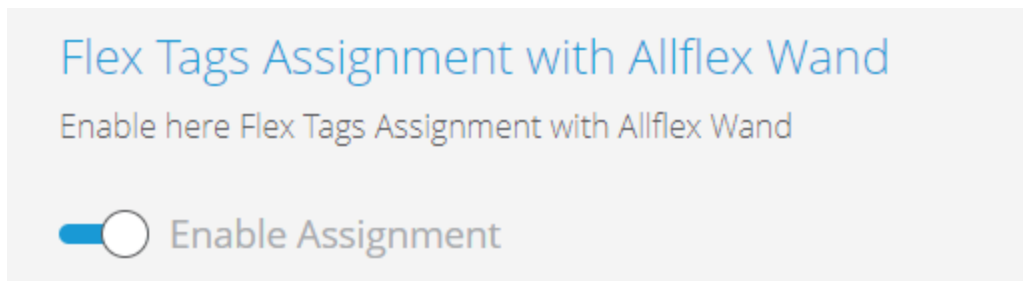 Flex Tags Assignment with Allflex Wand
Enable here Flex Tags Assignment with Allflex Wand
Enable Assignment